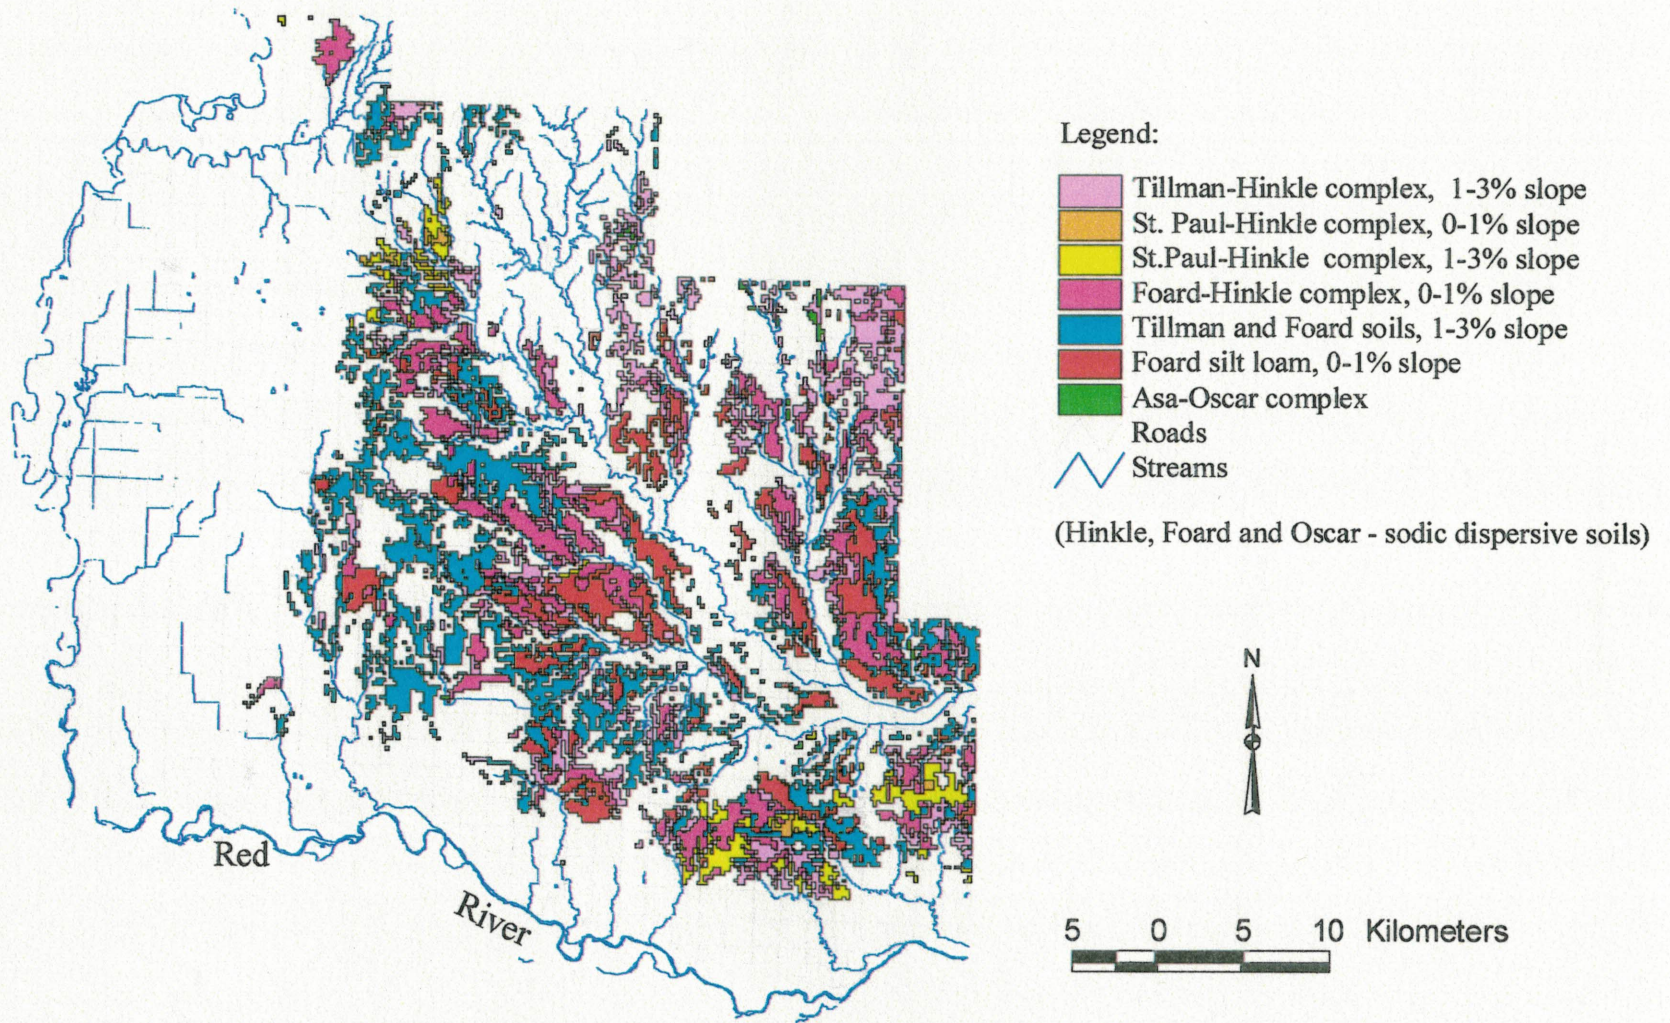 Legend:
Tillman-Hinkle complex, 1-3% slope
St. Paul-Hinkle complex, 0-1% slope
St.Paul-Hinkle complex, 1-3% slope
Foard-Hinkle complex, 0-1% slope
Tillman and Foard soils, 1-3% slope
Foard silt loam, 0-1% slope
Asa-Oscar complex
Roads
Streams
(Hinkle, Foard and Oscar - sodic dispersive soils)
N
Red
River
5 0 5 10 Kilometers